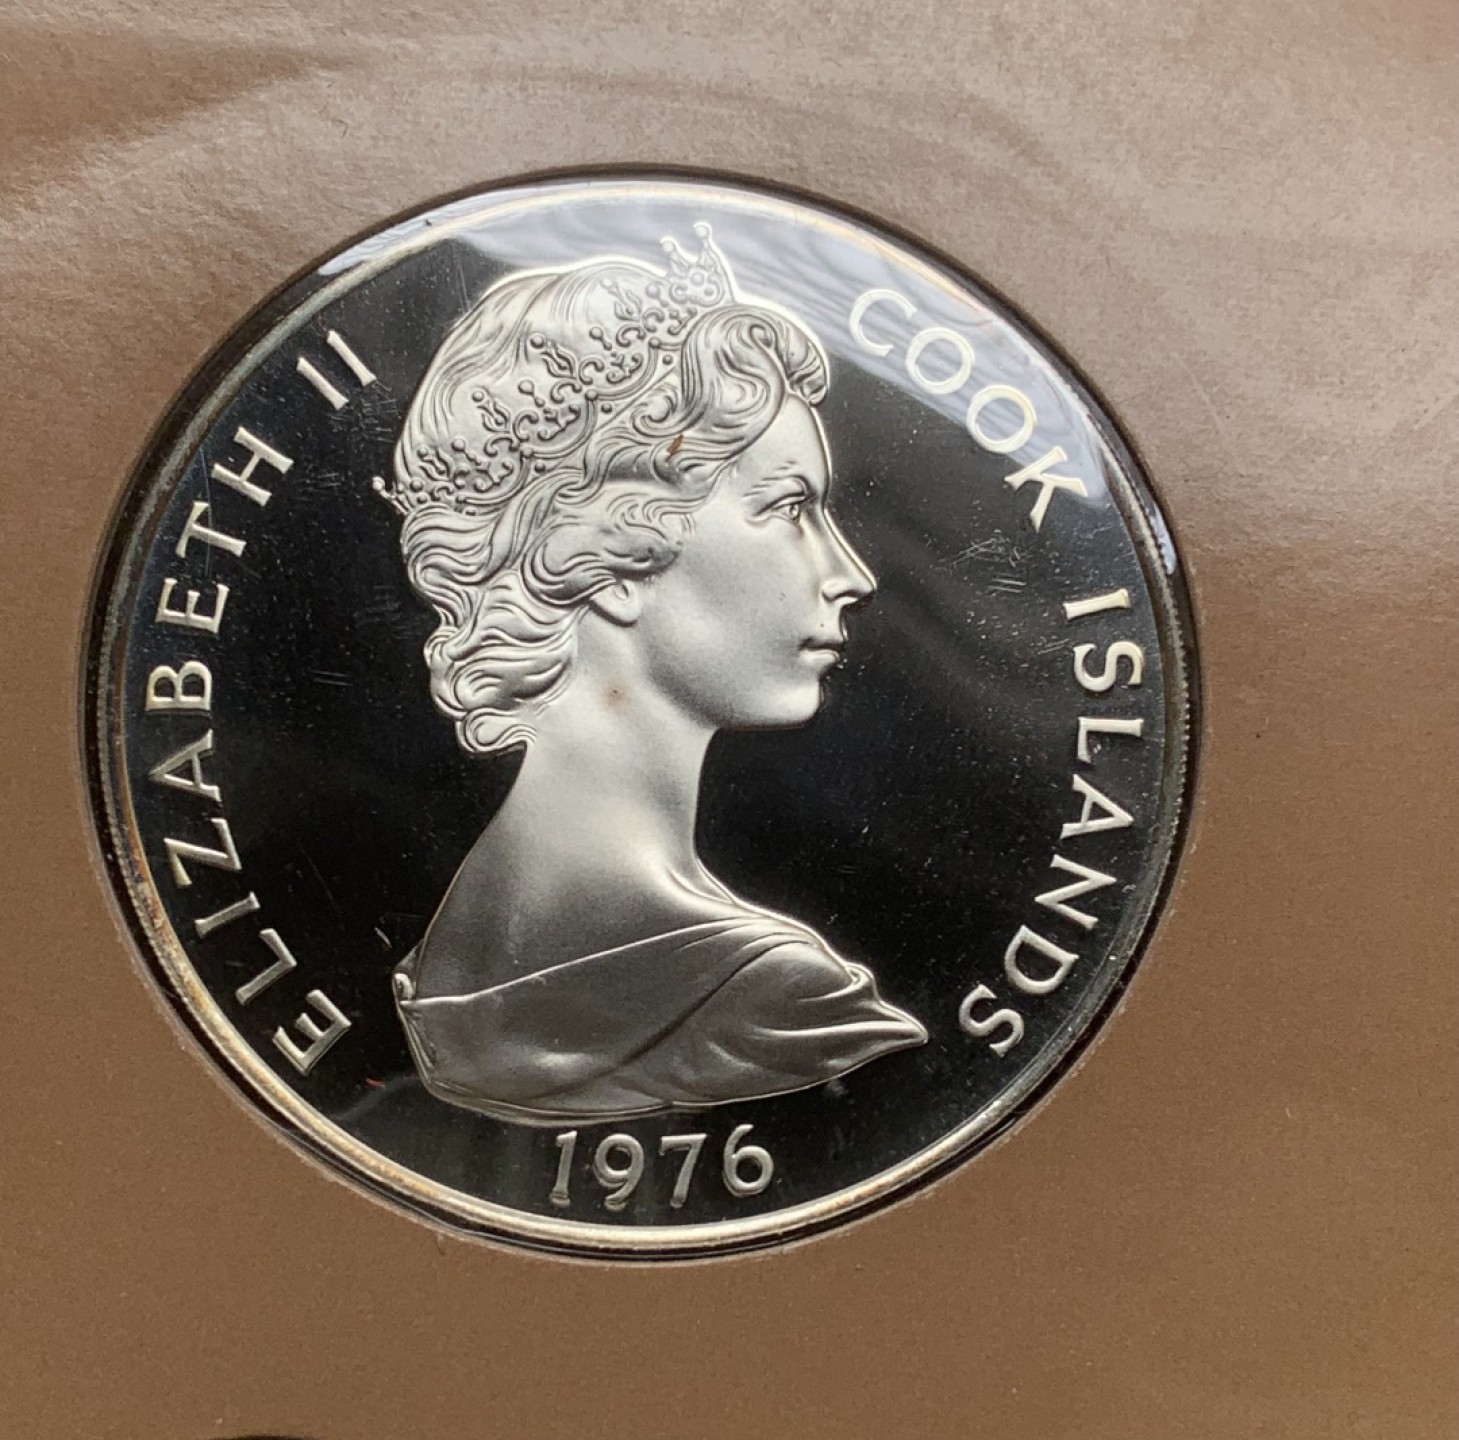 ELIZABETH II
COOK ISLANDS
1976